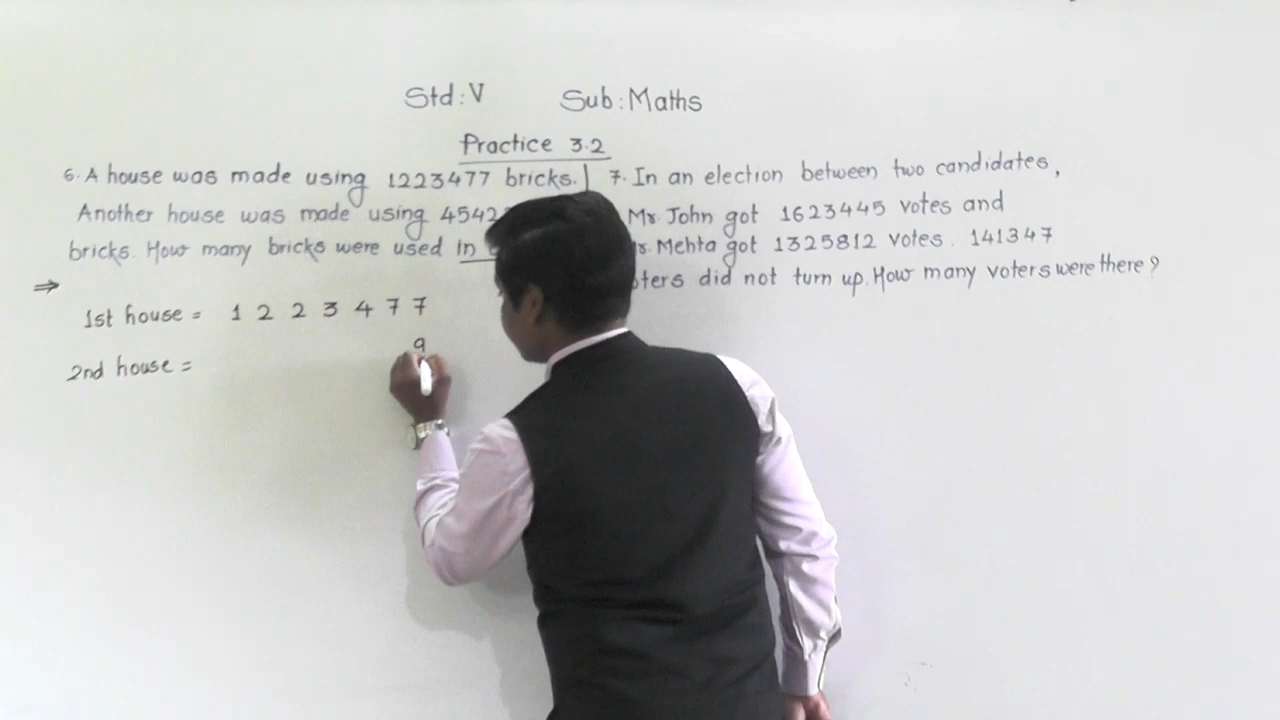 Std: V Sub: Maths
Practice 3.2
6. A house was made using 1223477 bricks.
Another house was made using
bricks. How many bricks were used in
7. In an election between two candidates,
Mr. John got 1623445 votes and
Mehta got 1325812 votes. 141347
did not turn up. How many voters were there?
⇒
1st house = 1 2 2 3 4 7 7
2nd house = 9